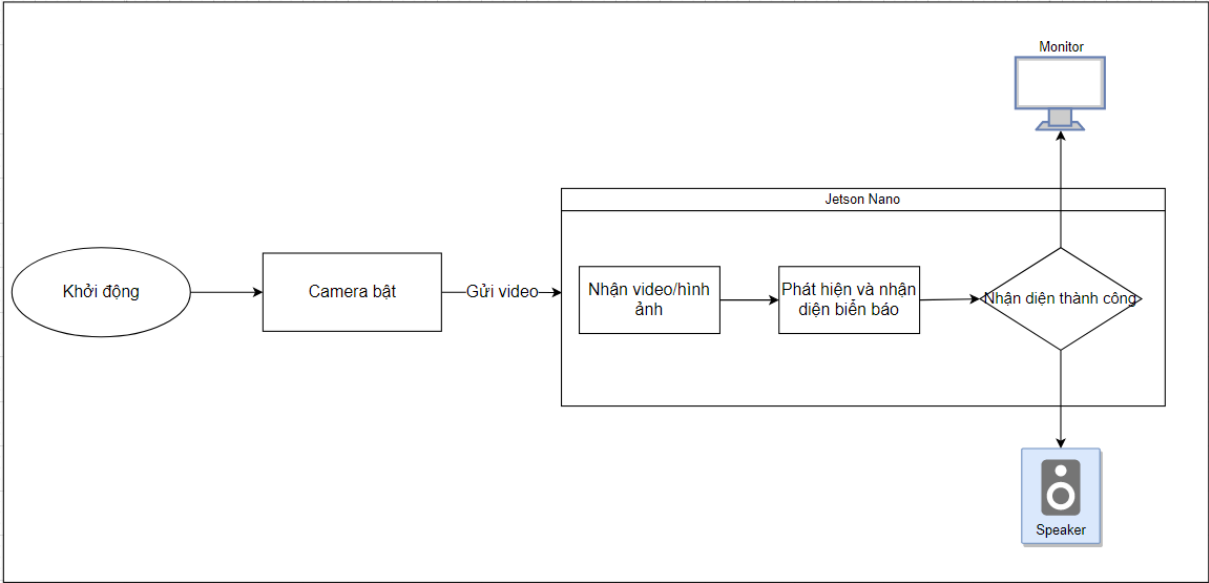 Monitor
Jetson Nano
Khởi động
Camera bật
Gửi video
Nhận video/hình
ảnh
Phát hiện và nhận
diện biển báo
Nhận diện thành công
Speaker